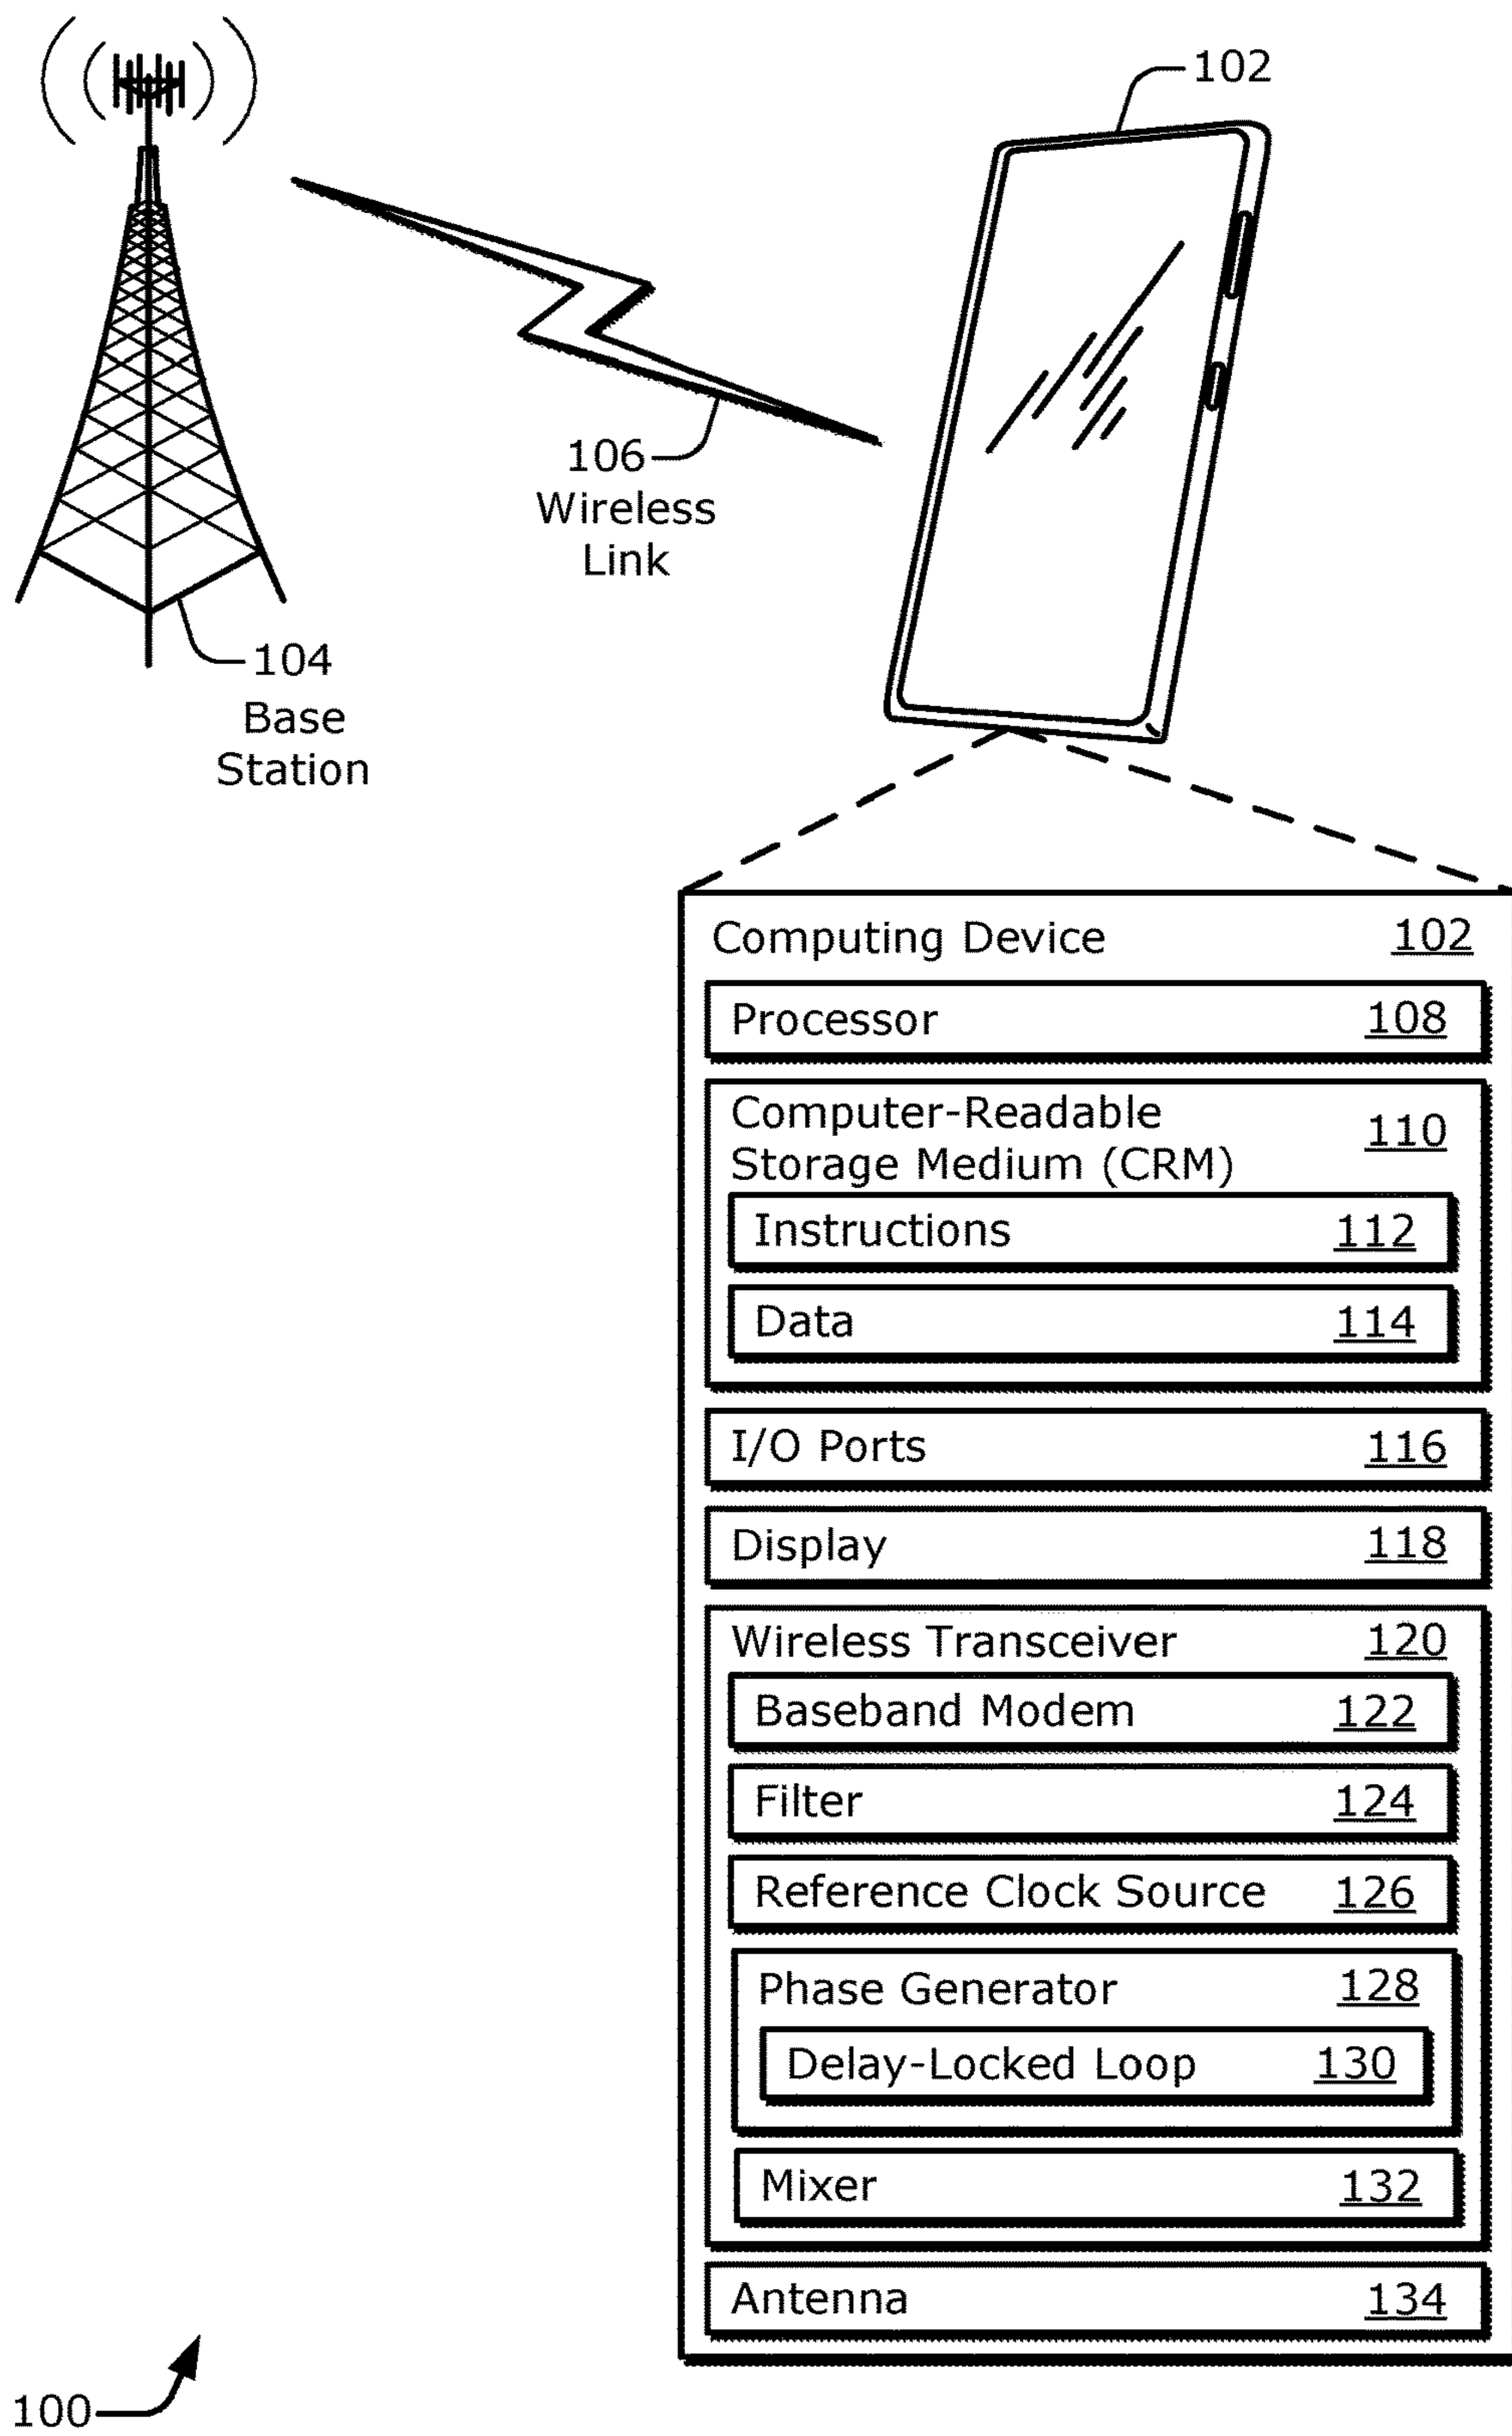 102
106
Wireless
Link
104
Base
Station
Computing Device 102
Processor 108
Computer-Readable
Storage Medium (CRM) 110
Instructions 112
Data 114
I/O Ports 116
Display 118
Wireless Transceiver 120
Baseband Modem 122
Filter 124
Reference Clock Source 126
Phase Generator 128
Delay-Locked Loop 130
Mixer 132
Antenna 134
100